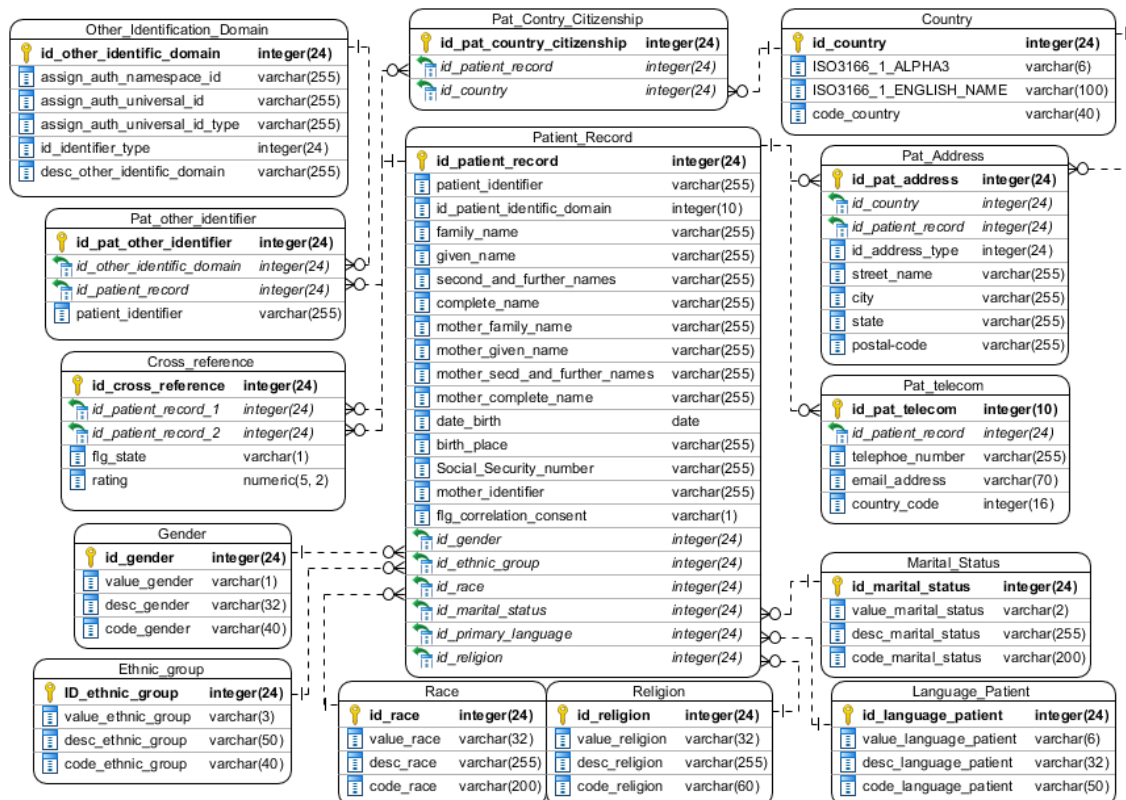 Other_Identification_Domain
id_other_identific_domain integer(24)
assign_auth_namespace_id varchar(255)
assign_auth_universal_id varchar(255)
assign_auth_universal_id_type varchar(255)
id_identifier_type integer(24)
desc_other_identific_domain varchar(255)
Pat_Contry_Citizenship
id_pat_country_citizenship integer(24)
id_patient_record integer(24)
id_country integer(24)
Country
id_country integer(24)
ISO3166_1_ALPHA3 varchar(6)
ISO3166_1_ENGLISH_NAME varchar(100)
code_country varchar(40)
Pat_other_identifier
id_pat_other_identifier integer(24)
id_other_identific_domain integer(24)
id_patient_record integer(24)
patient_identifier varchar(255)
Patient_Record
id_patient_record integer(24)
patient_identifier varchar(255)
id_patient_identific_domain integer(10)
family_name varchar(255)
given_name varchar(255)
second_and_further_names varchar(255)
complete_name varchar(255)
mother_family_name varchar(255)
mother_given_name varchar(255)
mother_secd_and_further_names varchar(255)
mother_complete_name varchar(255)
date_birth date
birth_place varchar(255)
Social_Security_number varchar(255)
mother_identifier varchar(255)
flg_correlation_consent varchar(1)
id_gender integer(24)
id_ethnic_group integer(24)
id_race integer(24)
id_marital_status integer(24)
id_primary_language integer(24)
id_religion integer(24)
Pat_Address
id_pat_address integer(24)
id_country integer(24)
id_patient_record integer(24)
id_address_type integer(24)
street_name varchar(255)
city varchar(255)
state varchar(255)
postal-code varchar(255)
Cross_reference
id_cross_reference integer(24)
id_patient_record_1 integer(24)
id_patient_record_2 integer(24)
flg_state varchar(1)
rating numeric(5, 2)
Pat_telecom
id_pat_telecom integer(10)
id_patient_record integer(24)
telephoe_number varchar(255)
email_address varchar(70)
country_code integer(16)
Gender
id_gender integer(24)
value_gender varchar(1)
desc_gender varchar(32)
code_gender varchar(40)
Marital_Status
id_marital_status integer(24)
value_marital_status varchar(2)
desc_marital_status varchar(255)
code_marital_status varchar(200)
Ethnic_group
ID_ethnic_group integer(24)
value_ethnic_group varchar(3)
desc_ethnic_group varchar(50)
code_ethnic_group varchar(40)
Race
id_race integer(24)
value_race varchar(32)
desc_race varchar(255)
code_race varchar(200)
Religion
id_religion integer(24)
value_religion varchar(32)
desc_religion varchar(255)
code_religion varchar(60)
Language_Patient
id_language_patient integer(24)
value_language_patient varchar(6)
desc_language_patient varchar(32)
code_language_patient varchar(50)